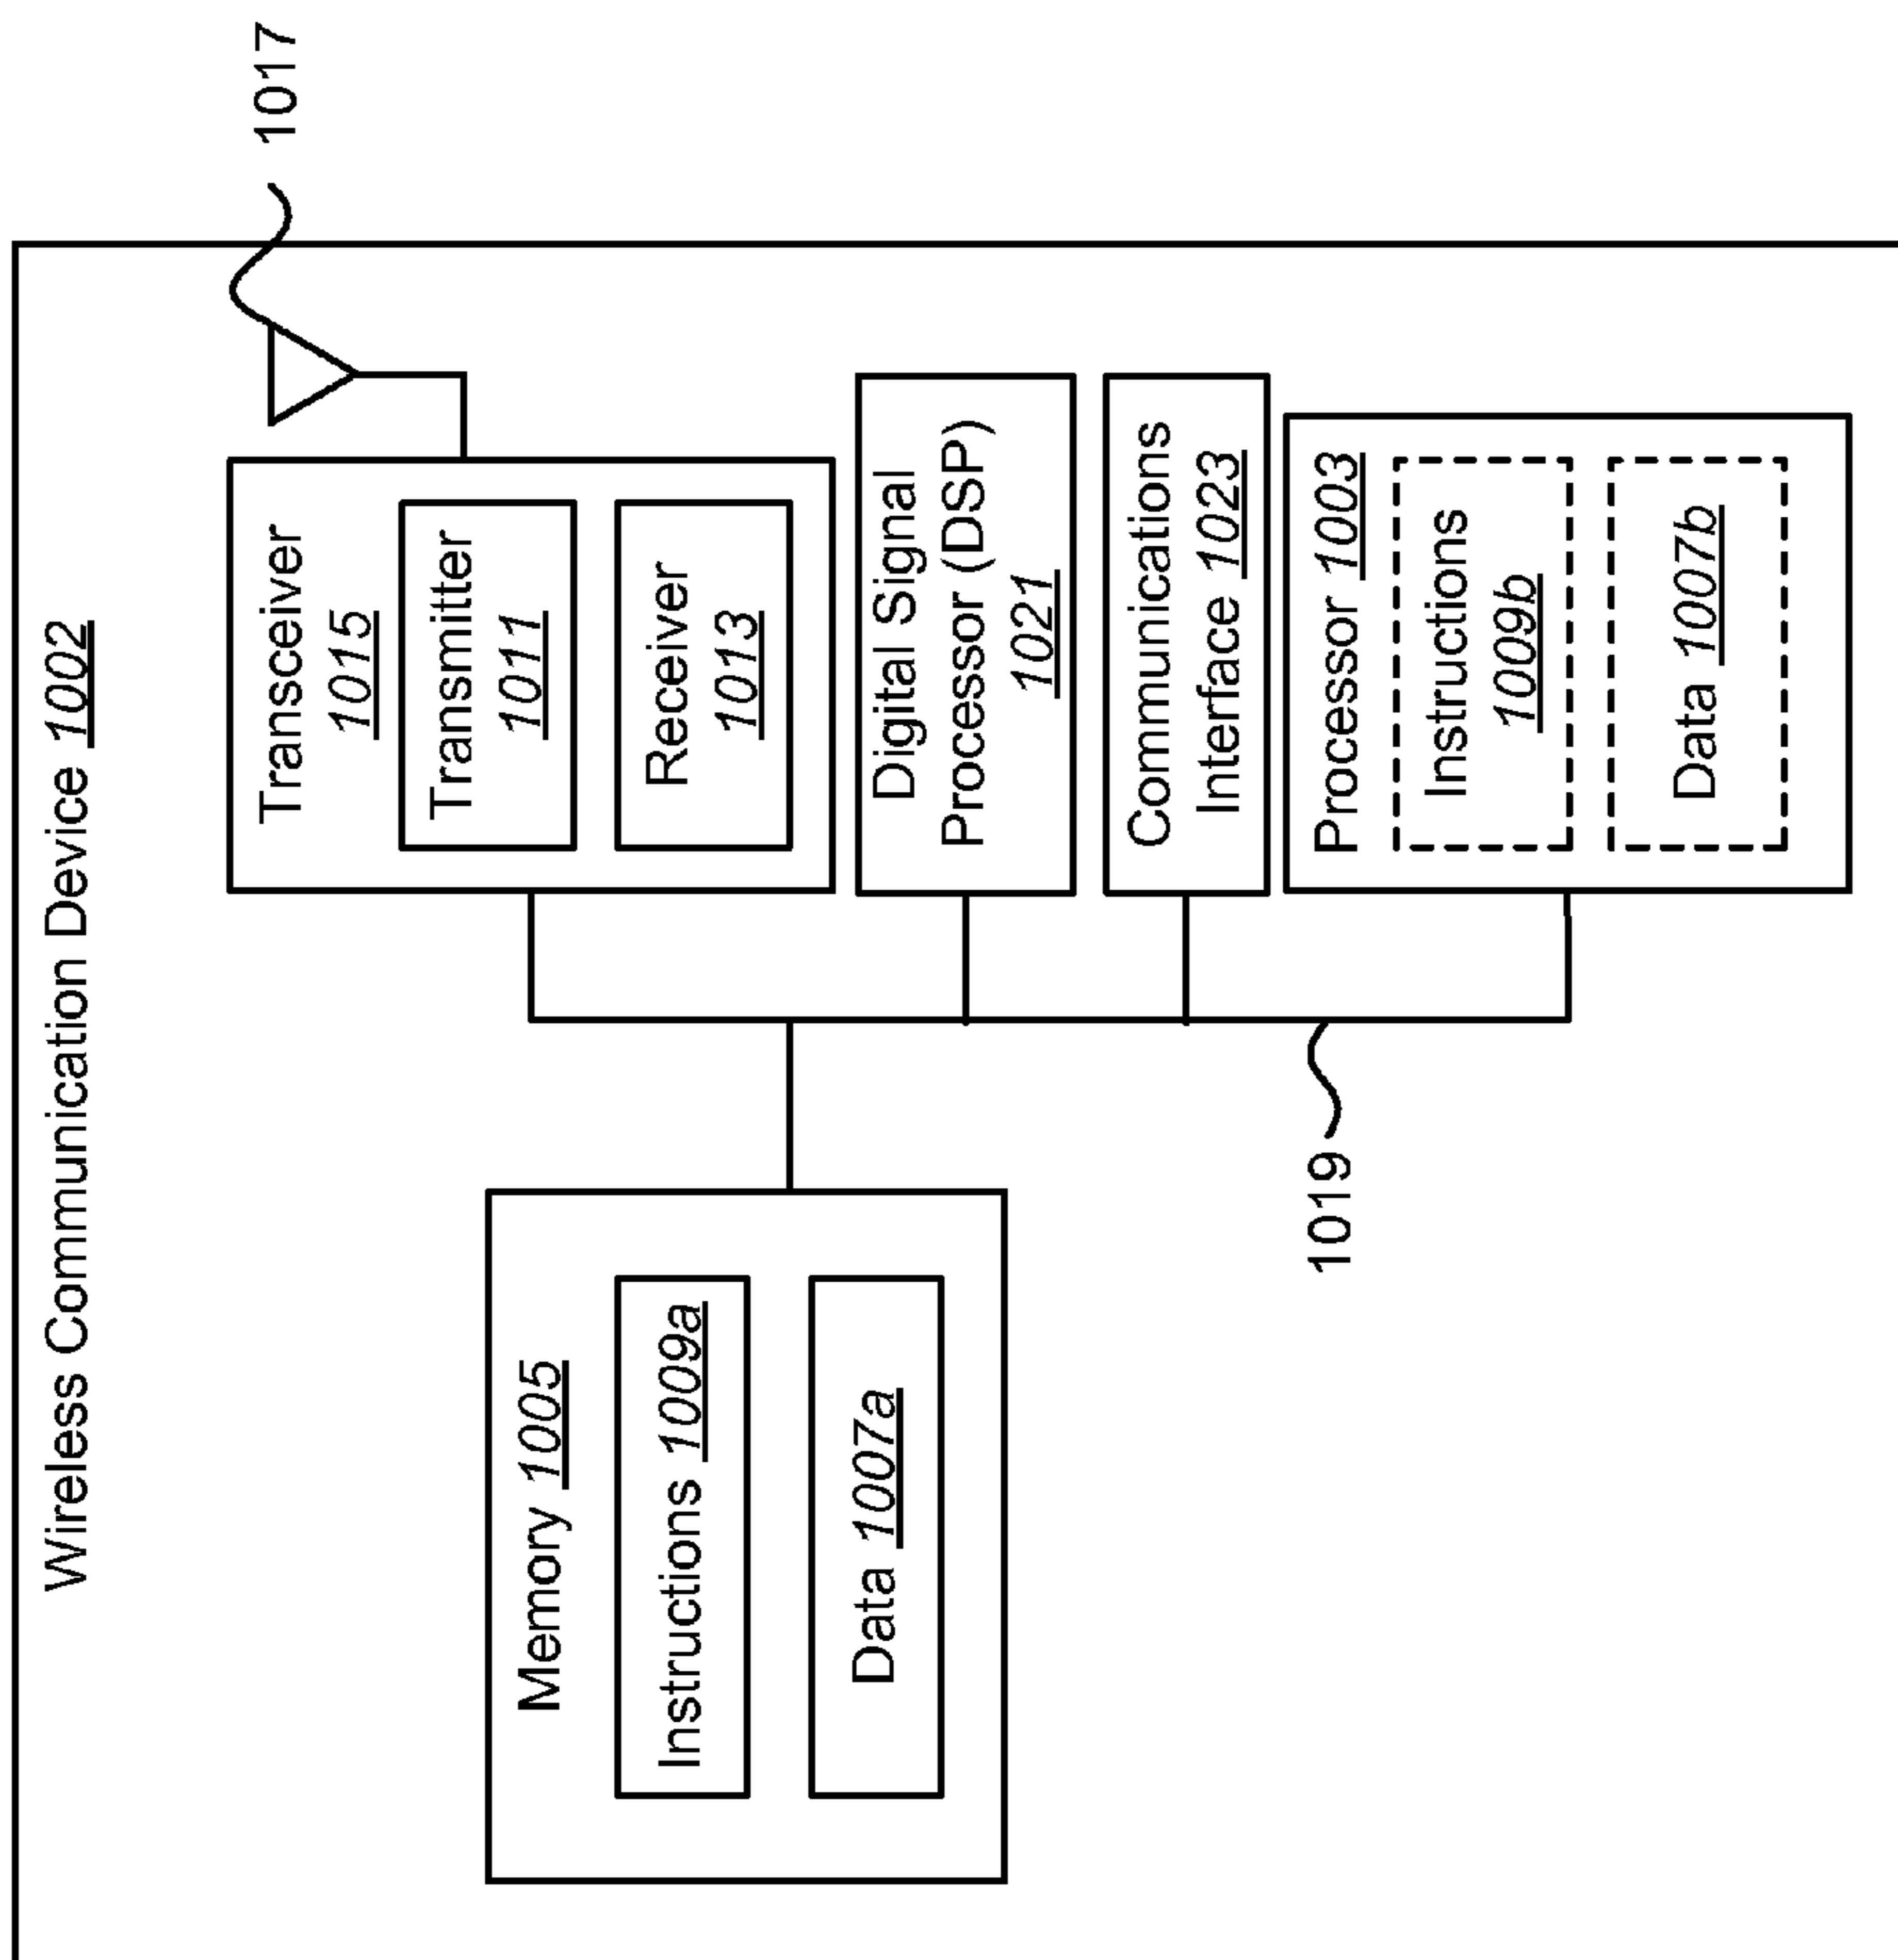 Wireless Communication Device 1002
1017
Memory 1005
Instructions 1009a
Data 1007a
1019
Transceiver
1015
Transmitter
1011
Receiver
1013
Digital Signal
Processor (DSP)
1021
Communications
Interface 1023
Processor 1003
Instructions
1009b
Data 1007b